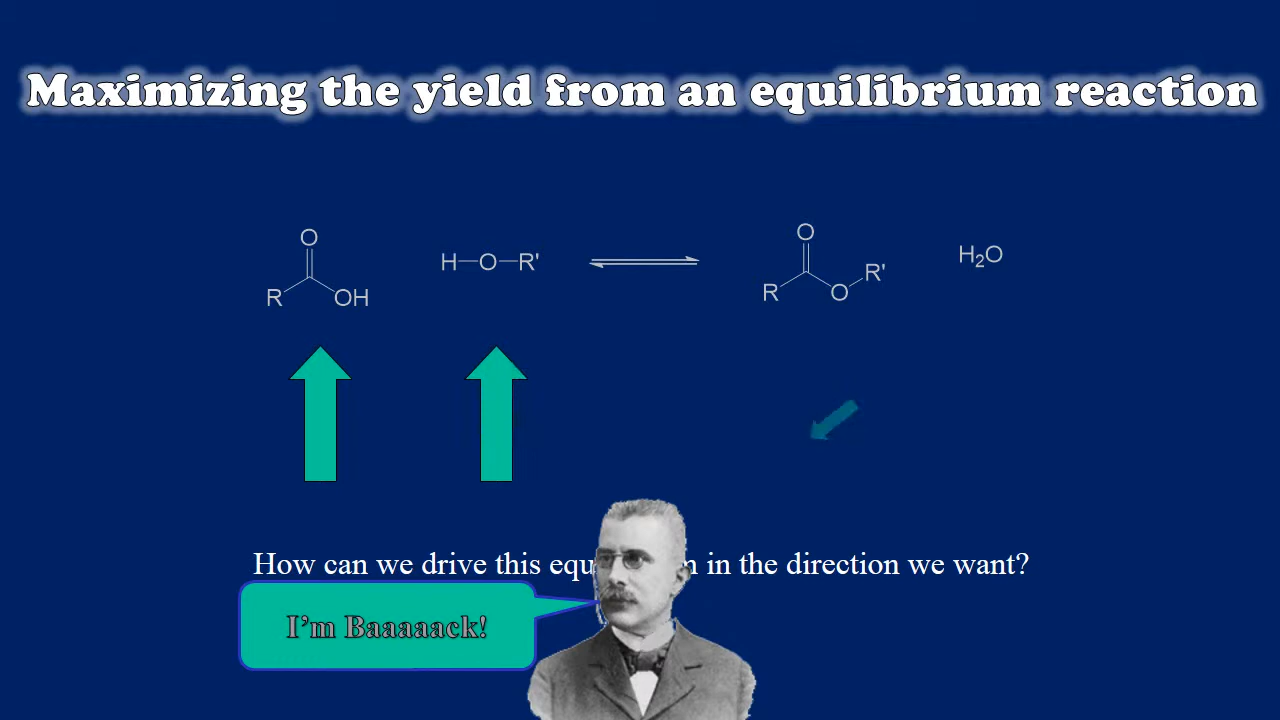 Maximizing the yield from an equilibrium reaction
O
R
OH
H—O—R'
O
R
O
R'
H₂O
How can we drive this equ n in the direction we want?
I'm Baaaaack!